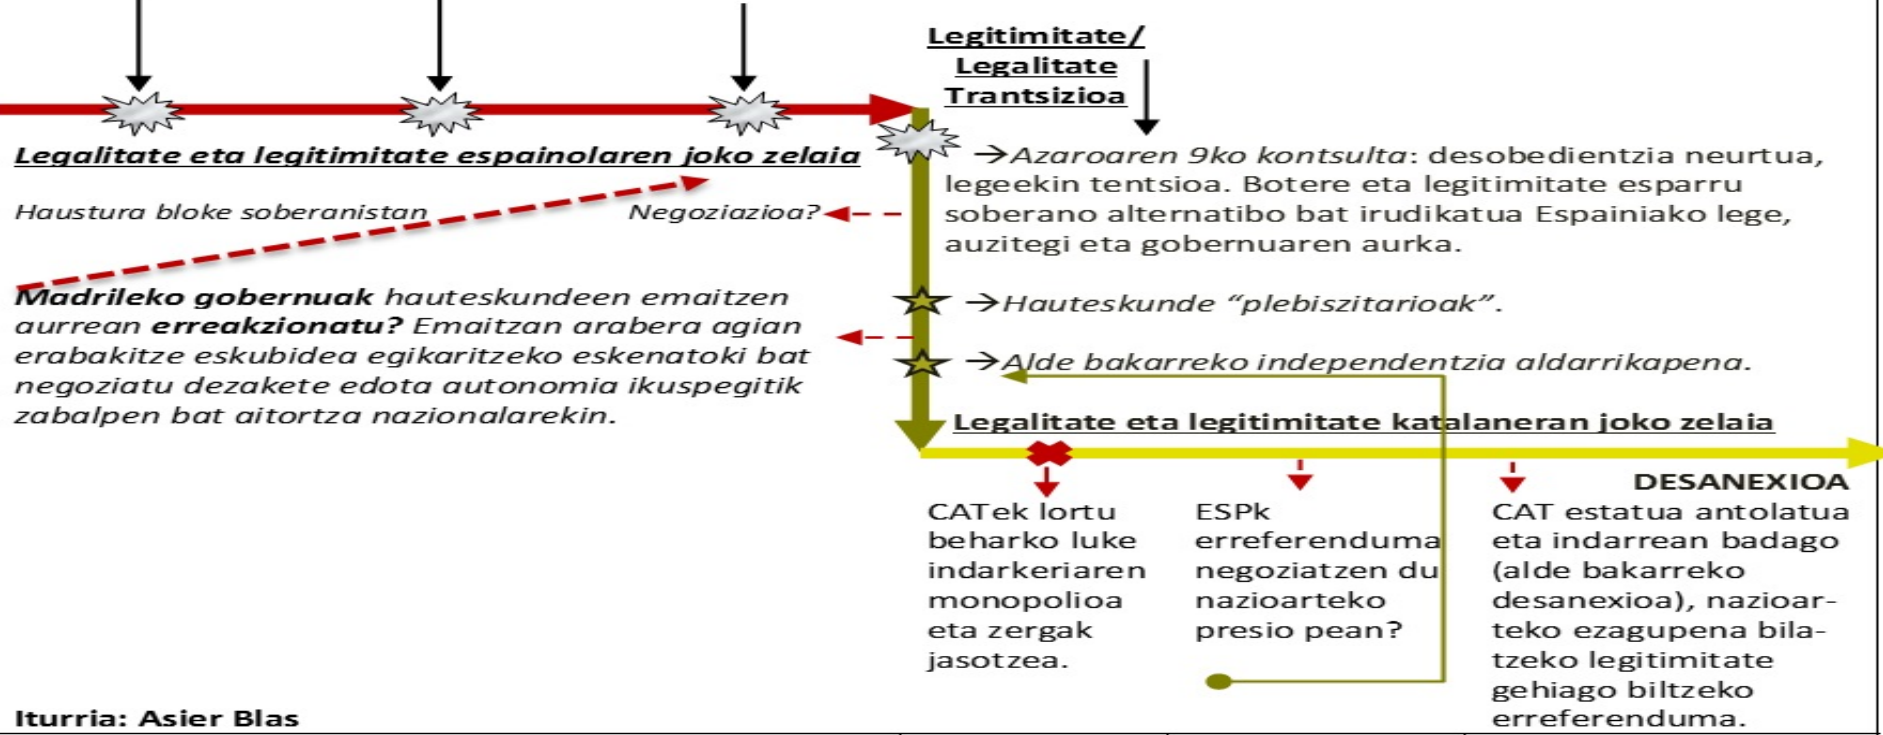 Legitimitate/
Legalitate
Trantsizioa
Legalitate eta legitimitate espainolaren joko zelaia
Haustura bloke soberanistan
Negoziazioa?
Madrileko gobernuak hauteskundeen emaitzen
aurrean erreakzionatu? Emaitzan arabera agian
erabakitze eskubidea egikaritzeko eskenatoki bat
negoziatu dezakete edota autonomia ikuspegitik
zabalpen bat aitortza nazionalarekin.
→Azaroaren 9ko kontsulta: desobedientzia neurtua,
legeekin tentsioa. Botere eta legitimitate esparru
soberano alternatibo bat irudikatua Espainiako lege,
auzitegi eta gobernuaren aurka.
→Hauteskunde “plebiszitarioak”.
→Alde bakarreko independentzia aldarrikapena.
Legalitate eta legitimitate katalaneran joko zelaia
DESANEXIOA
CATek lortu
beharko luke
indarkeriaren
monopolioa
eta zergak
jasotzea.
ESPk
erreferenduma
negoziatzen du
nazioarteko
presio pean?
CAT estatua antolatua
eta indarrean badago
(alde bakarreko
desanexioa), nazioar-
teko ezagupena bila-
tzeko legitimitate
gehiago biltzeko
erreferenduma.
Iturria: Asier Blas